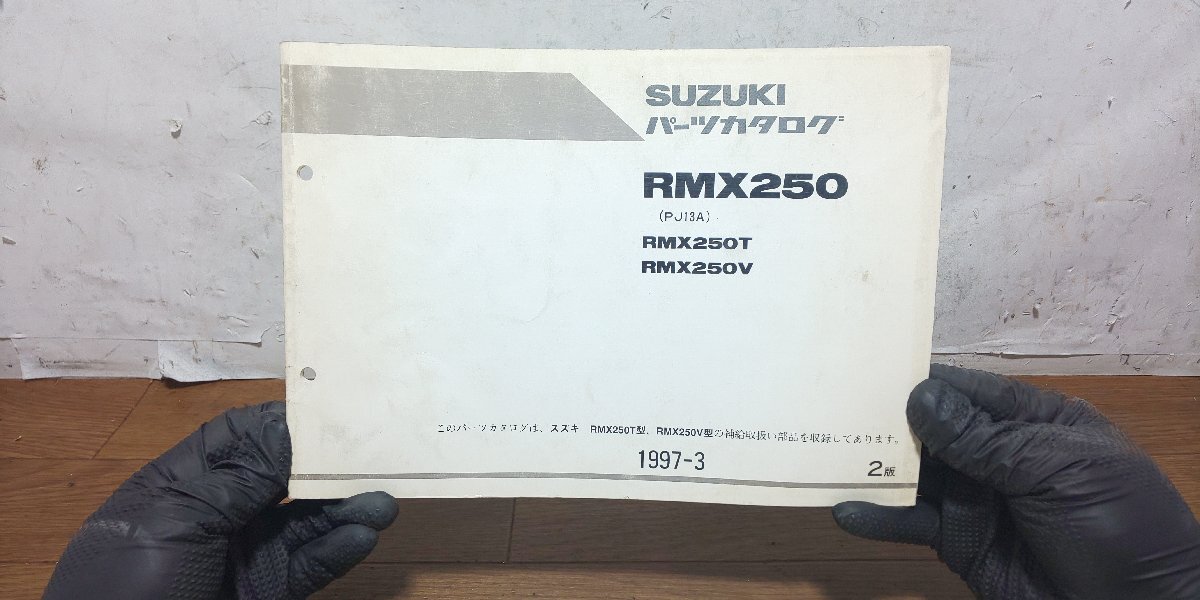 SUZUKI
パーツカタログ
RMX250
(PJ13A)
RMX250T
RMX250V
このパーツカタログは、スズキ RMX250T型、RMX250V型の補給取扱い部品を収録してあります。
1997-3
2版